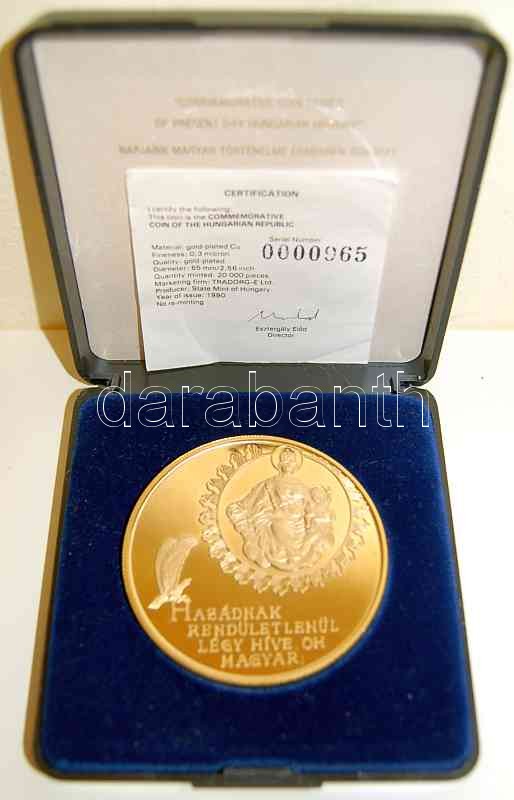 "COMMEMORATIVE COIN SERIES
OF PRESENT DAY HUNGARIAN HISTORY"
NAPJAINK MAGYAR TÖRTÉNELME
CERTIFICATION
I certify the following:
This coin is the COMMEMORATIVE
COIN OF THE HUNGARIAN REPUBLIC
Serial Number
0000965
Material: gold-plated Cu
Fineness: 0,3 micron
Quality: gold-plated
Diameter: 65 mm/2,56 inch
Quantity minted: 20 000 pieces
Marketing firm: TRADORG-E Ltd.
Producer: State Mint of Hungary
Year of issue: 1990
No re-minting
Esztergály Előd
Director
darabanth
HAZÁDNAK
RENDÜLETLENÜL
LÉGY HÍVE, OH
MAGYAR;